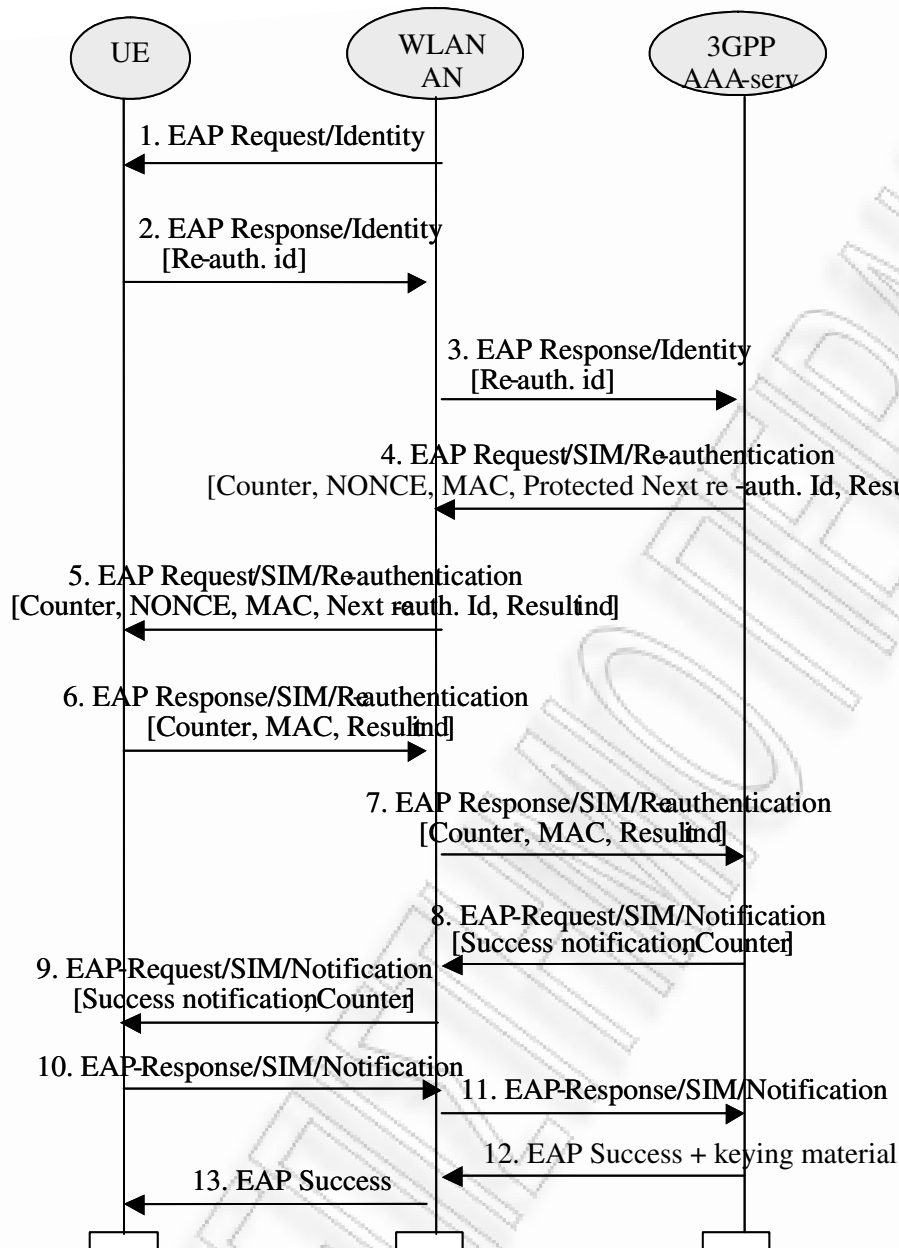 UE
WLAN
AN
3GPP
AAA-serv
1. EAP Request/Identity
2. EAP Response/Identity
[Re-auth. id]
3. EAP Response/Identity
[Re-auth. id]
4. EAP Request/SIM/Re-authentication
[Counter, NONCE, MAC, Protected Next re -auth. Id, Resu
5. EAP Request/SIM/Re-authentication
[Counter, NONCE, MAC, Next re-auth. Id, Result ind]
6. EAP Response/SIM/Re-authentication
[Counter, MAC, Result ind]
7. EAP Response/SIM/Re-authentication
[Counter, MAC, Result ind]
8. EAP-Request/SIM/Notification
[Success notification, Counter]
9. EAP-Request/SIM/Notification
[Success notification, Counter]
10. EAP-Response/SIM/Notification
11. EAP-Response/SIM/Notification
12. EAP Success + keying material
13. EAP Success